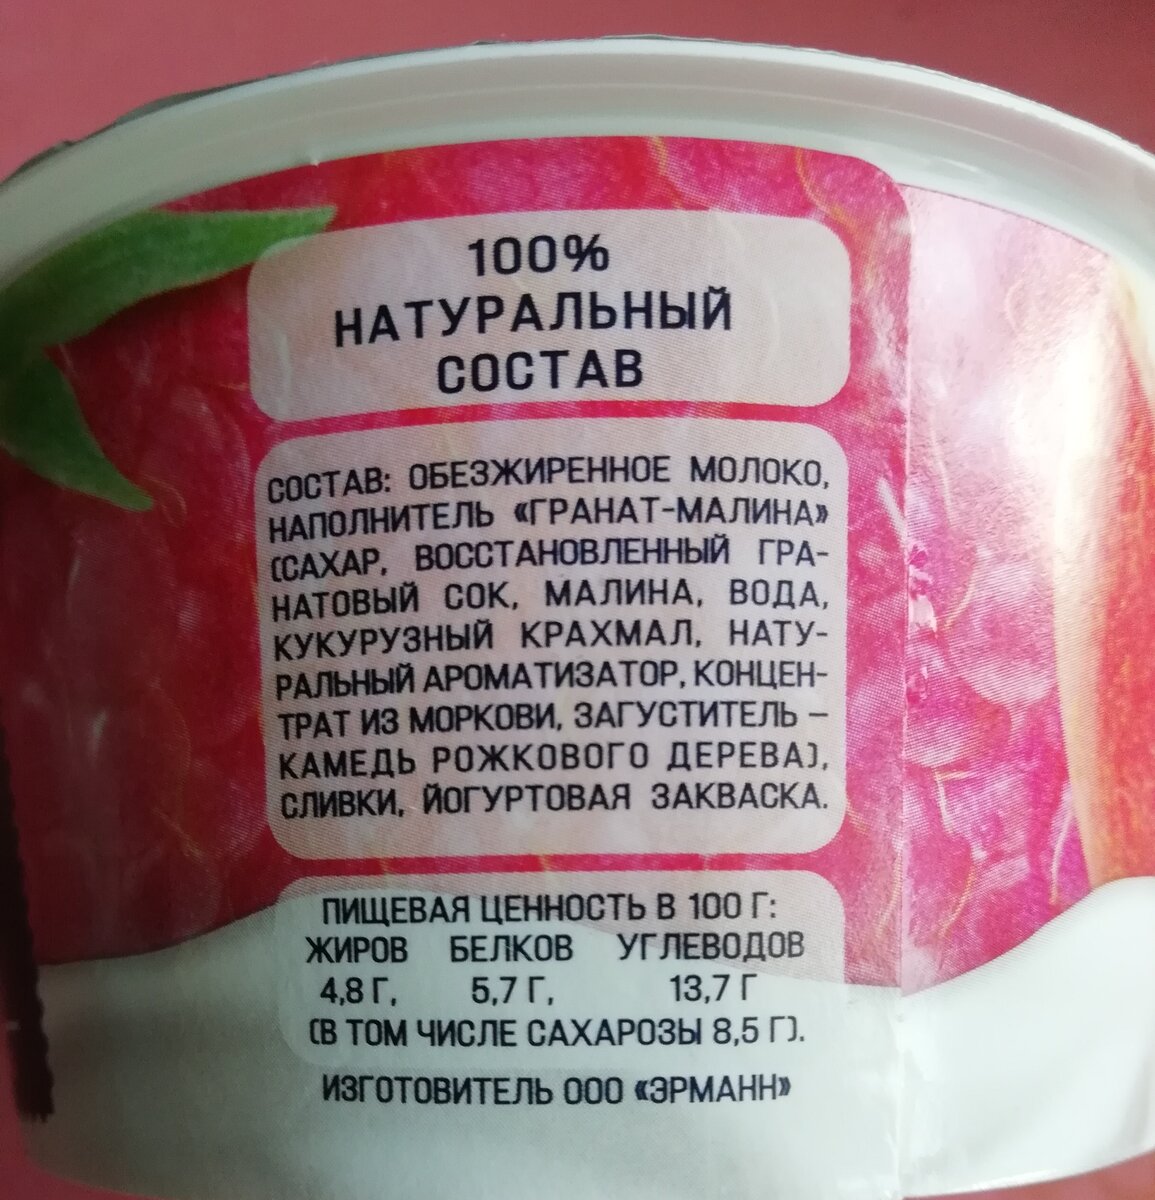 100%
НАТУРАЛЬНЫЙ
СОСТАВ
СОСТАВ: ОБЕЗЖИРЕННОЕ МОЛОКО,
НАПОЛНИТЕЛЬ «ГРАНАТ-МАЛИНА»
(САХАР, ВОССТАНОВЛЕННЫЙ ГРА-
НАТОВЫЙ СОК, МАЛИНА, ВОДА,
КУКУРУЗНЫЙ КРАХМАЛ, НАТУ-
РАЛЬНЫЙ АРОМАТИЗАТОР, КОНЦЕН-
ТРАТ ИЗ МОРКОВИ, ЗАГУСТИТЕЛЬ –
КАМЕДЬ РОЖКОВОГО ДЕРЕВА),
СЛИВКИ, ЙОГУРТОВАЯ ЗАКВАСКА.
ПИЩЕВАЯ ЦЕННОСТЬ В 100 Г:
ЖИРОВ БЕЛКОВ УГЛЕВОДОВ
4,8 Г, 5,7 Г, 13,7 Г
(В ТОМ ЧИСЛЕ САХАРОЗЫ 8,5 Г).
ИЗГОТОВИТЕЛЬ ООО «ЭРМАНН»